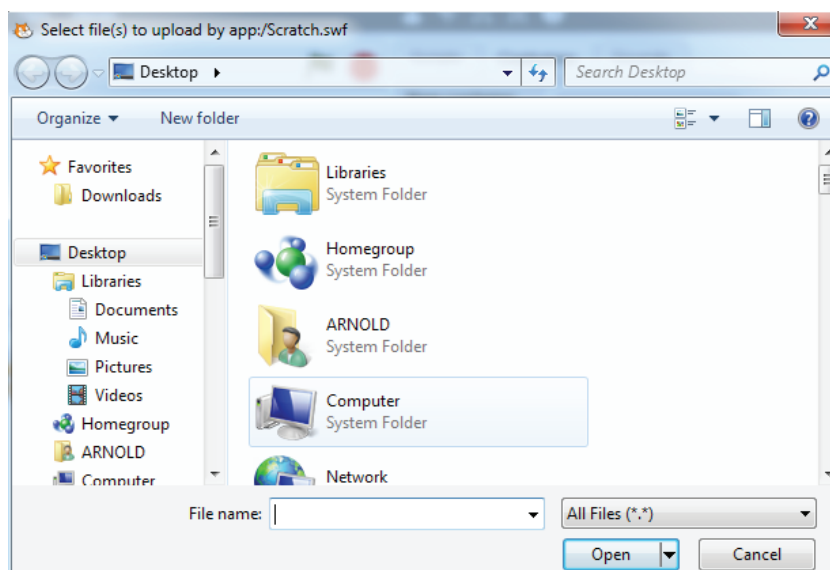 Select file(s) to upload by app:/Scratch.swf
Desktop
Search Desktop
Organize
New folder
Favorites
Downloads
Desktop
Libraries
Documents
Music
Pictures
Videos
Homegroup
ARNOLD
Computer
Libraries
System Folder
Homegroup
System Folder
ARNOLD
System Folder
Computer
System Folder
Network
File name:
All Files (*.*)
Open
Cancel